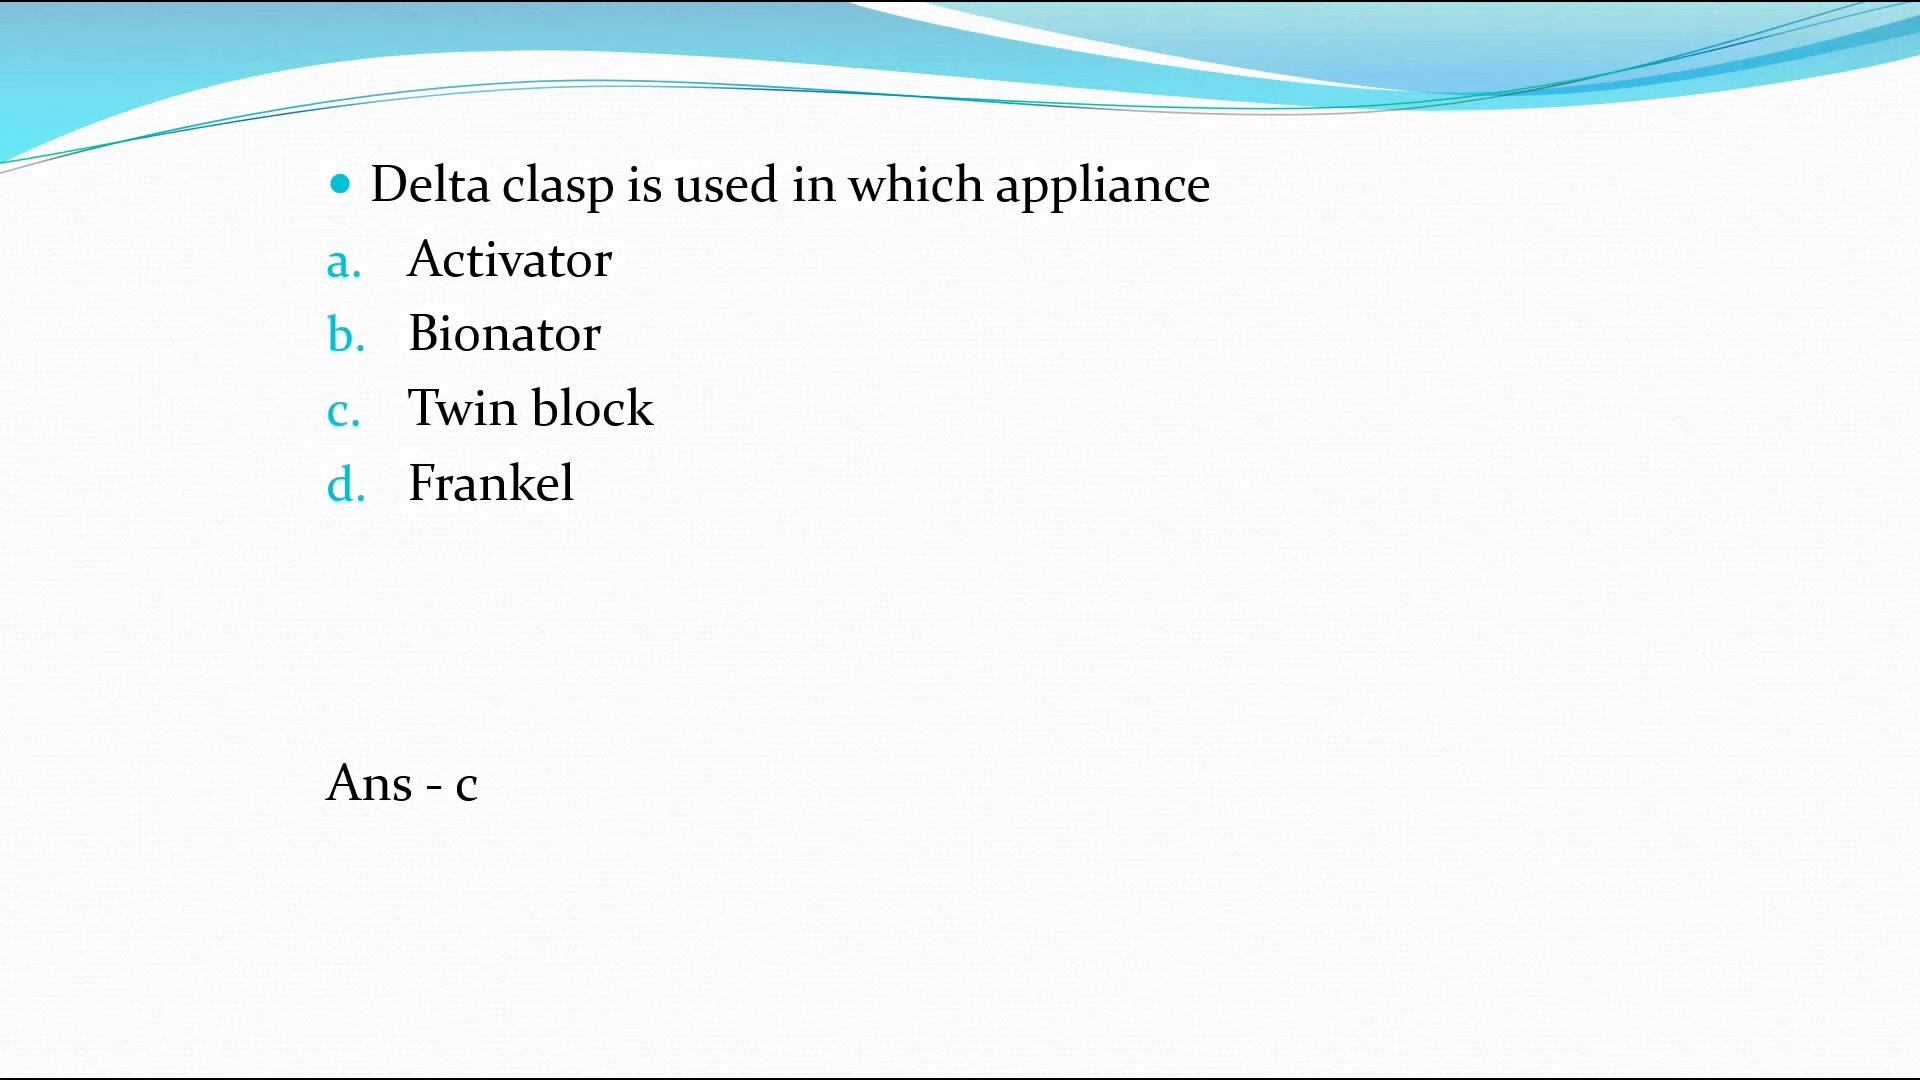 • Delta clasp is used in which appliance
a. Activator
b. Bionator
c. Twin block
d. Frankel
Ans - c